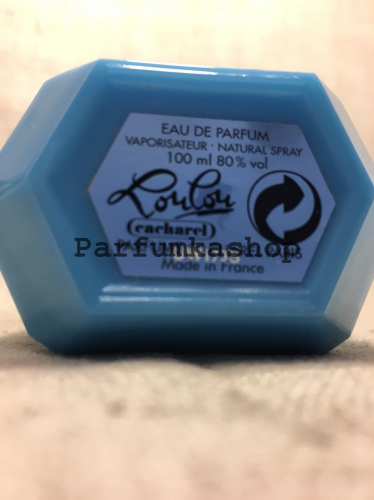 EAU DE PARFUM
VAPORISATEUR · NATURAL SPRAY
100 ml 80% vol
LouLou
(cacharel)
Parfumkashop
Made in France